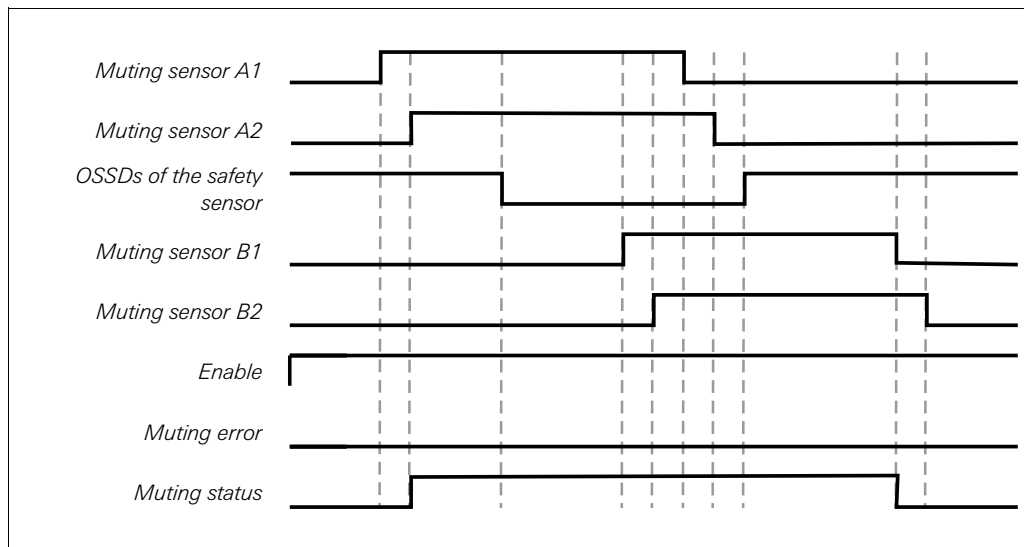 Muting sensor A1
Muting sensor A2
OSSDs of the safety
sensor
Muting sensor B1
Muting sensor B2
Enable
Muting error
Muting status